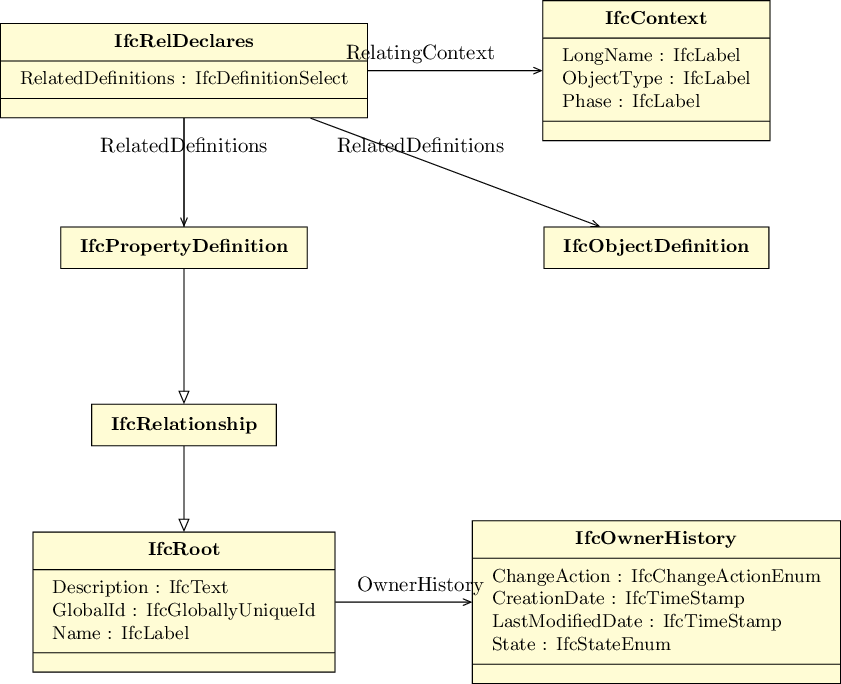 IfcRelDeclares
RelatedDefinitions : IfcDefinitionSelect
RelatingContext
IfcContext
LongName : IfcLabel
ObjectType : IfcLabel
Phase : IfcLabel
RelatedDefinitions
RelatedDefinitions
IfcPropertyDefinition
IfcObjectDefinition
IfcRelationship
IfcRoot
Description : IfcText
GlobalId : IfcGloballyUniqueId
Name : IfcLabel
OwnerHistory
IfcOwnerHistory
ChangeAction : IfcChangeActionEnum
CreationDate : IfcTimeStamp
LastModifiedDate : IfcTimeStamp
State : IfcStateEnum